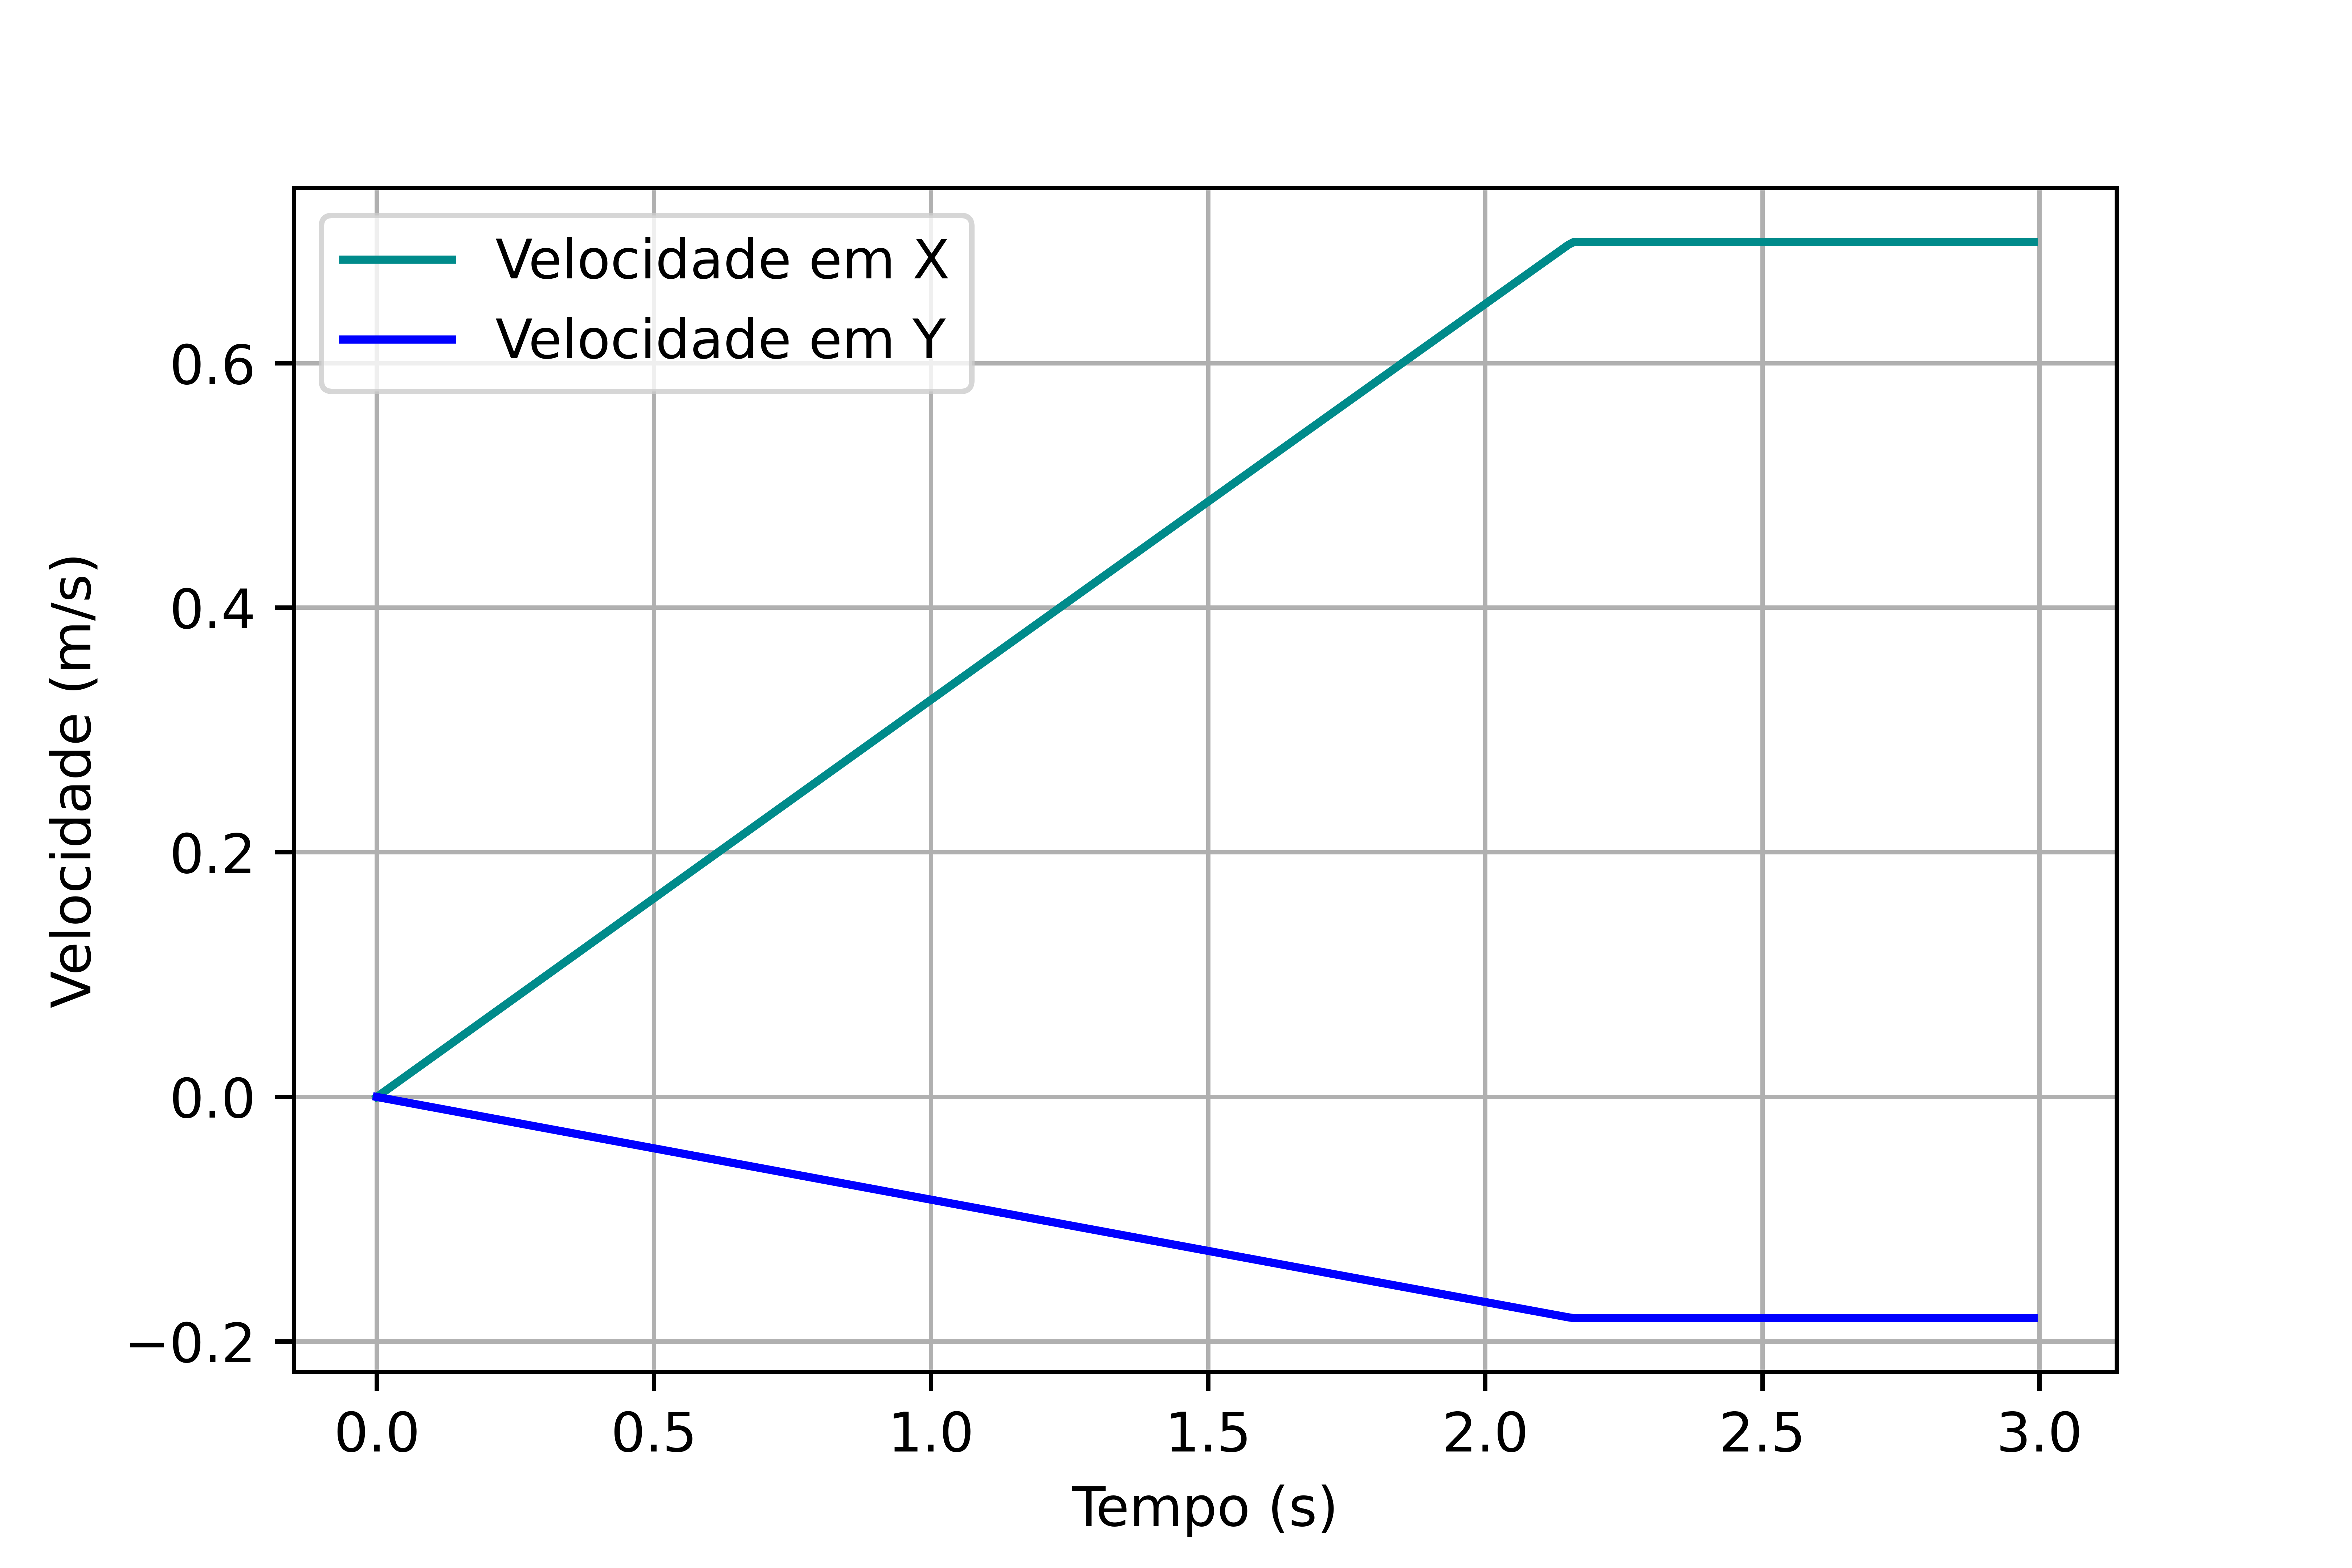 Velocidade em X
Velocidade em Y
0.6
0.4
0.2
0.0
−0.2
Velocidade (m/s)
0.0 0.5 1.0 1.5 2.0 2.5 3.0
Tempo (s)